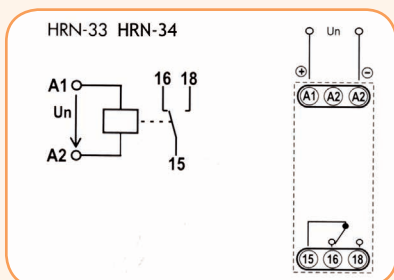 HRN-33 HRN-34
Un
⊕ ⊖
A1 16 18
A1 A2 A2
Un
A2
15
15 16 18